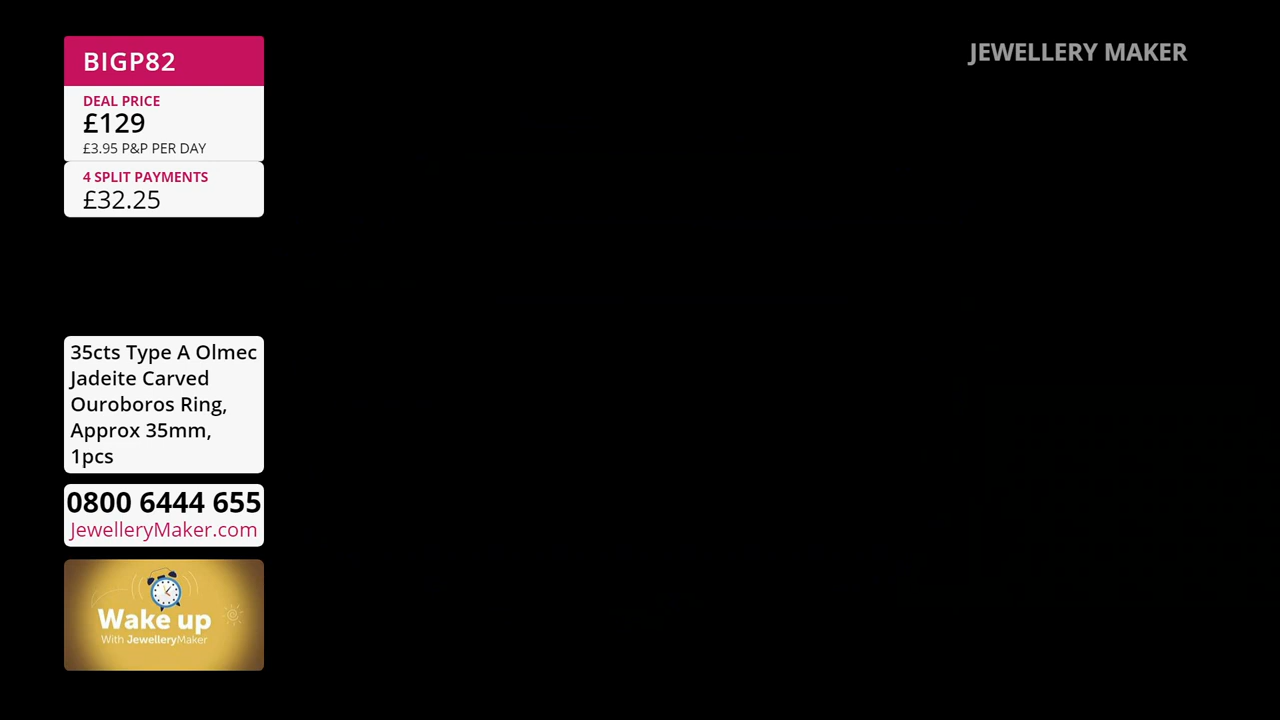 BIGP82
DEAL PRICE
£129
£3.95 P&P PER DAY
4 SPLIT PAYMENTS
£32.25
JEWELLERY MAKER
35cts Type A Olmec
Jadeite Carved
Ouroboros Ring,
Approx 35mm,
1pcs
0800 6444 655
JewelleryMaker.com
Wake up
With JewelleryMaker